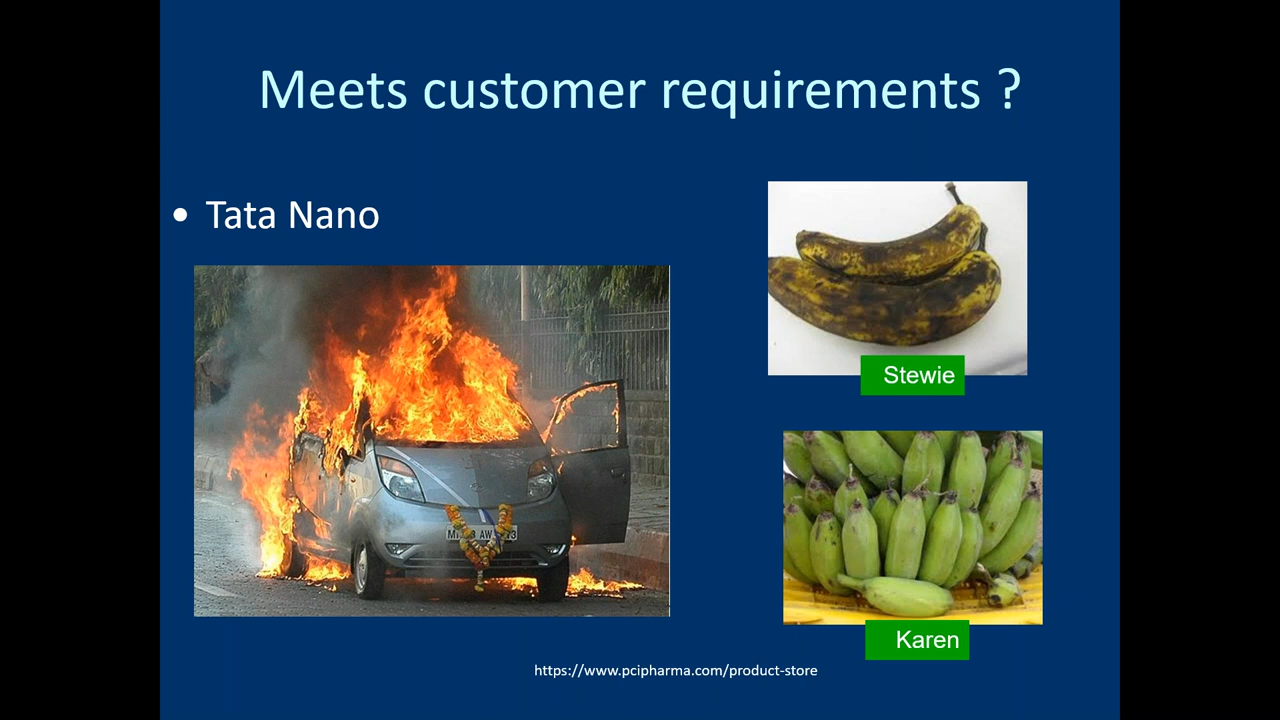 Meets customer requirements ?
• Tata Nano
Stewie
Karen
https://www.pcipharma.com/product-store